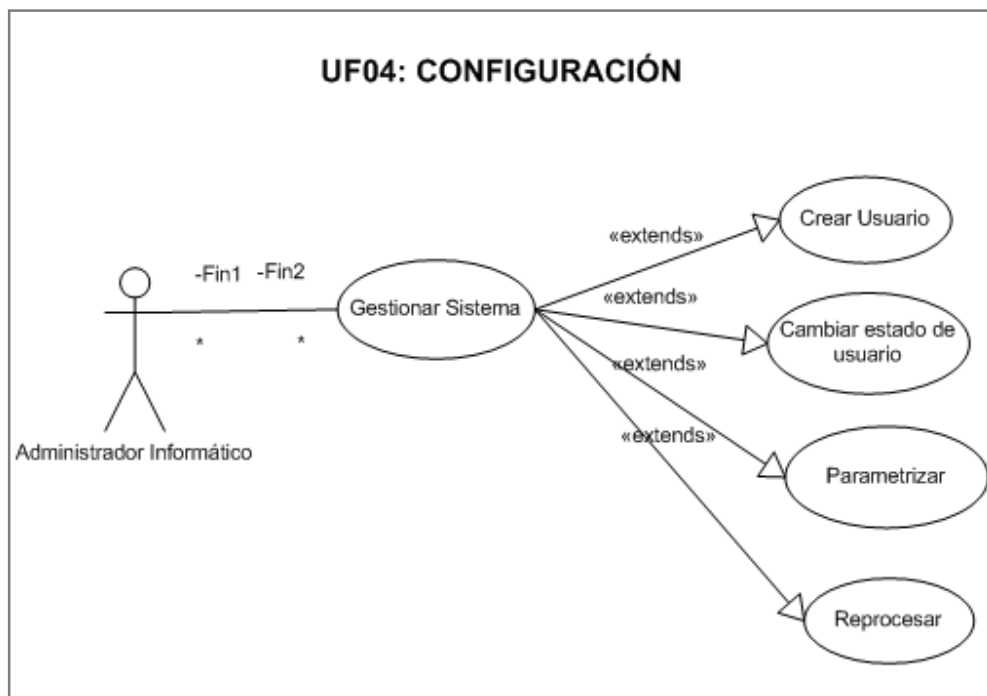 UF04: CONFIGURACIÓN
Crear Usuario
«extends»
-Fin1 -Fin2
«extends»
Gestionar Sistema
Cambiar estado de
usuario
* *
«extends»
«extends»
Administrador Informático
Parametrizar
Reprocesar